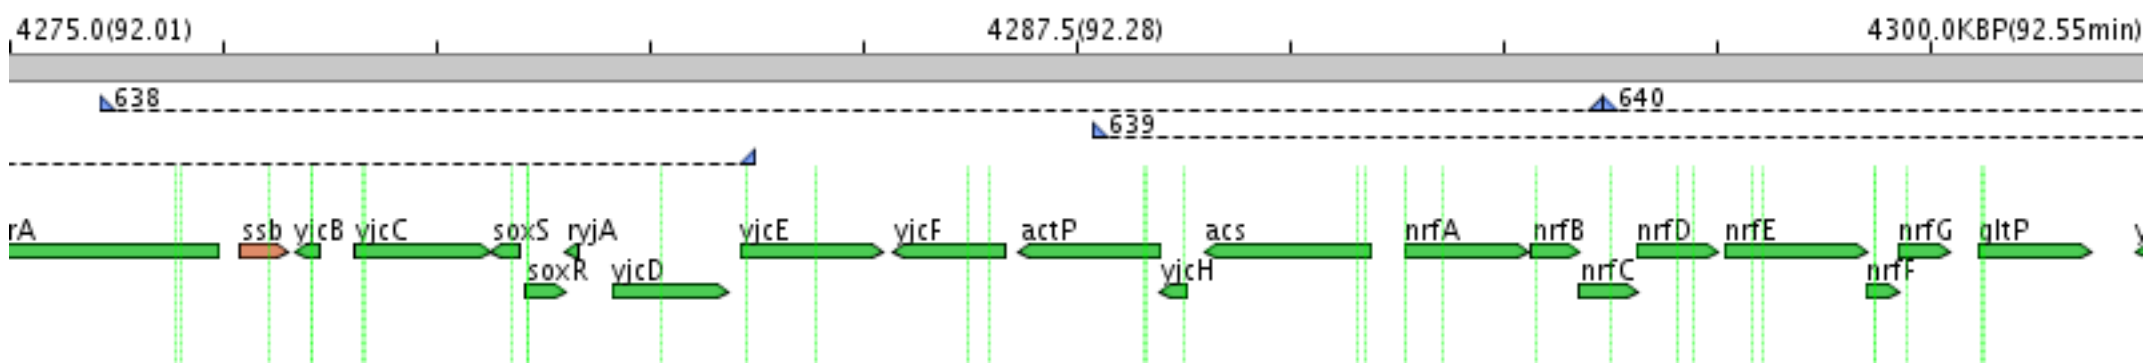 4275.0(92.01) 4287.5(92.28) 4300.0KBP(92.55min)
638 640
639
rA ssb yjcB yjcC soxS ryjA yjcE yjcF actP acs nrfA nrfB nrfD nrfE nrfG gltP
soxR yjcD yjcH nrfC nrfF